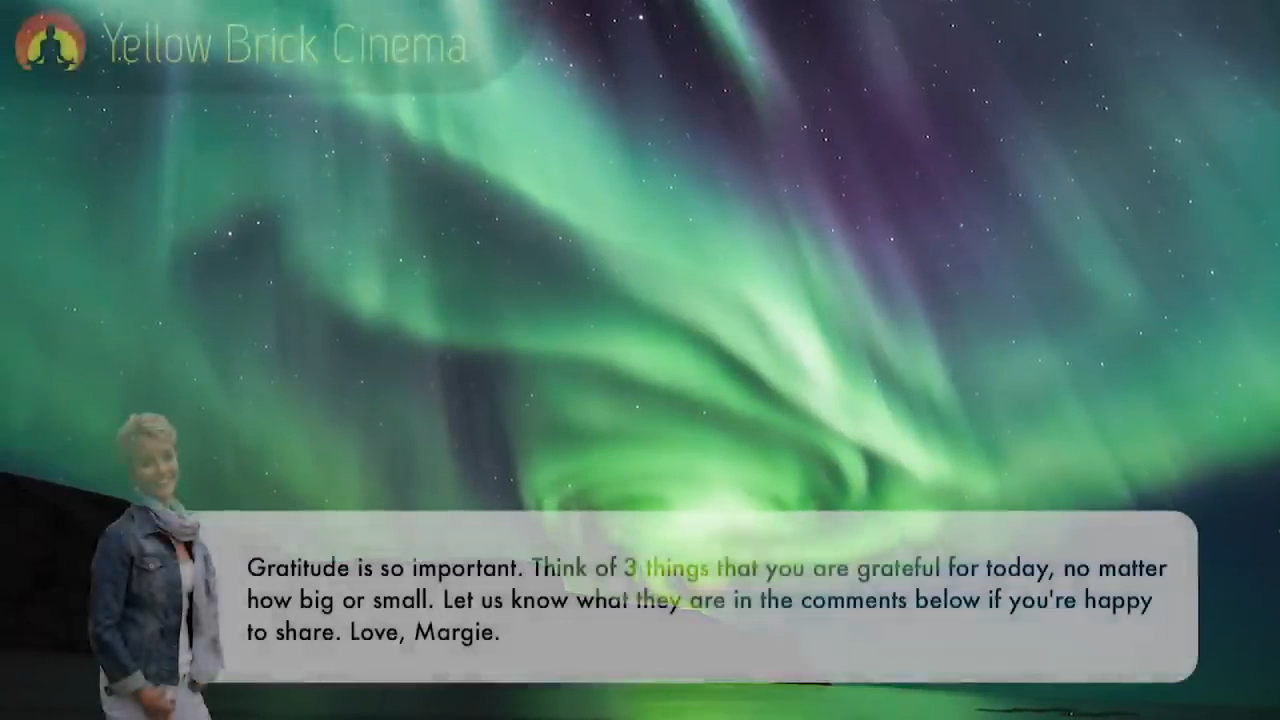 Yellow Brick Cinema
Gratitude is so important. Think of 3 things that you are grateful for today, no matter
how big or small. Let us know what they are in the comments below if you're happy
to share. Love, Margie.